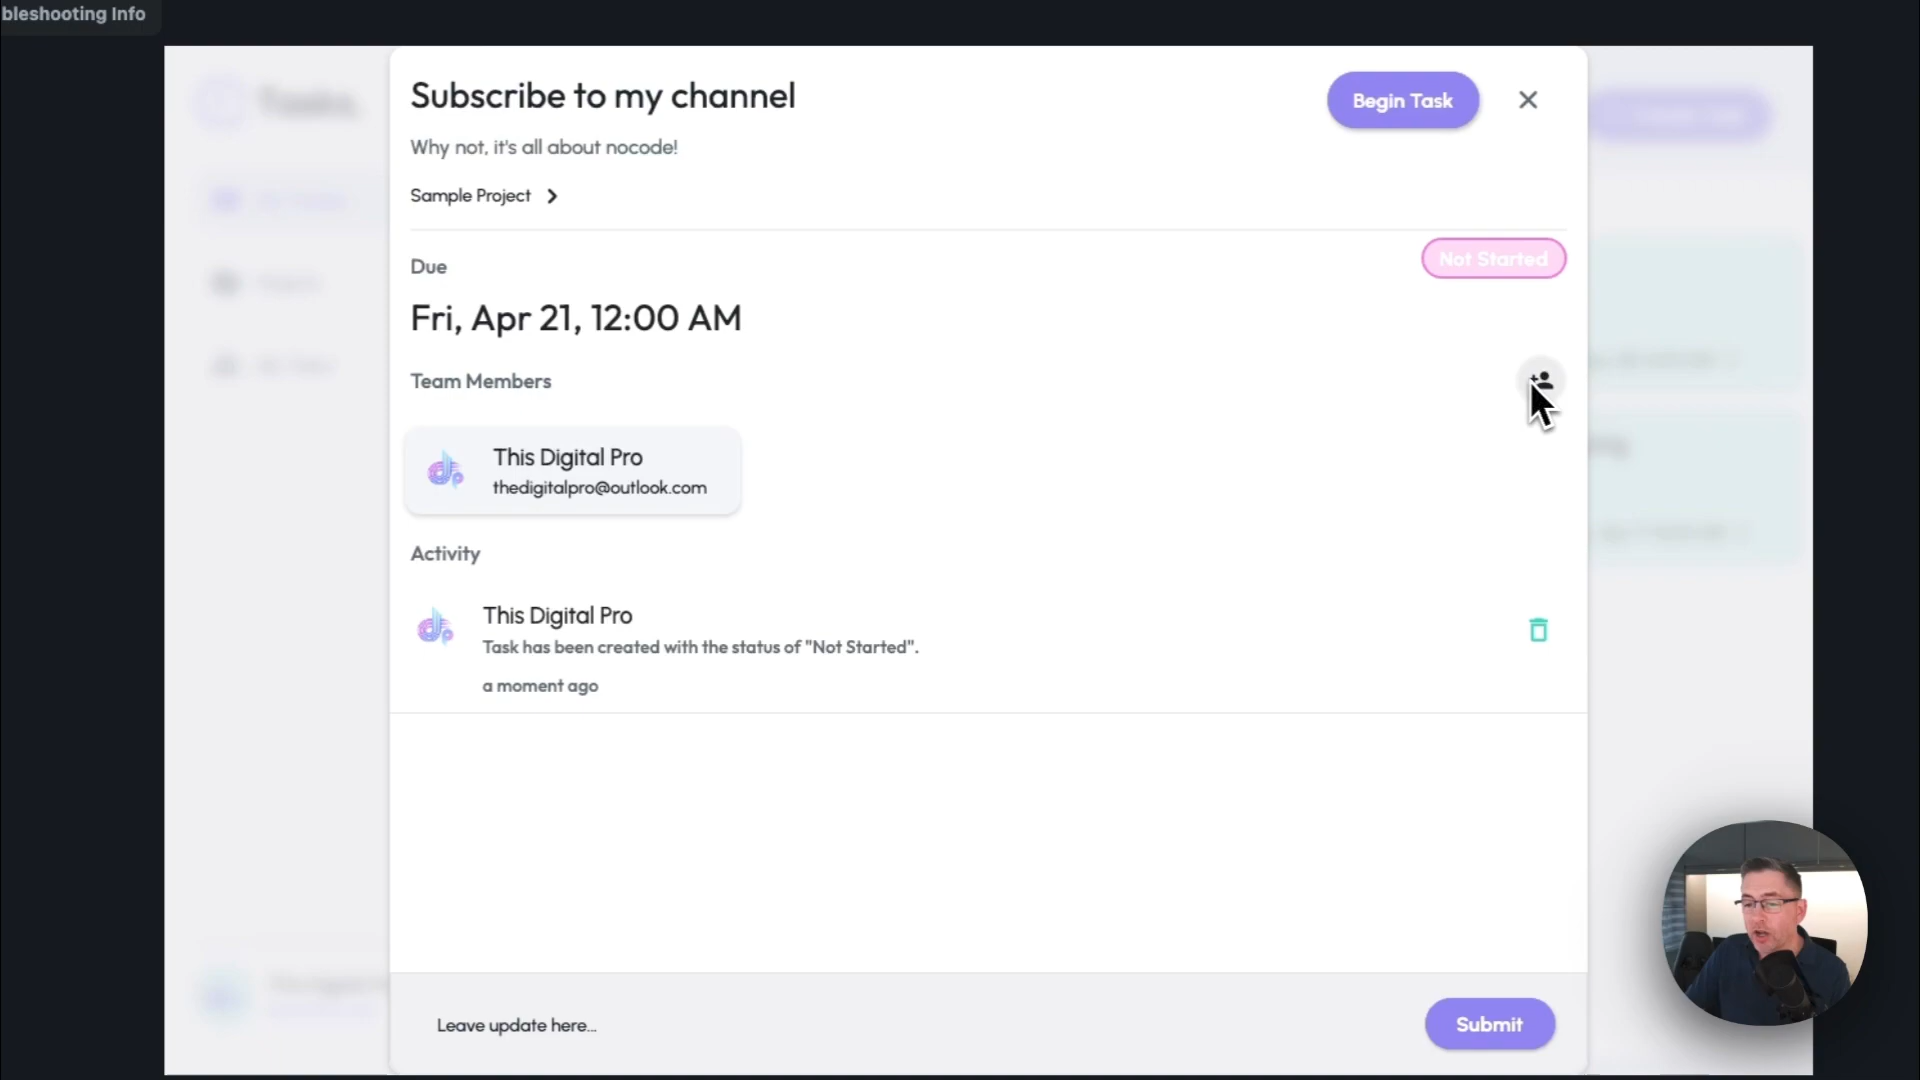 bleshooting Info
Subscribe to my channel
Begin Task
Why not, it's all about nocode!
Sample Project
Due
Not Started
Fri, Apr 21, 12:00 AM
Team Members
This Digital Pro
thedigitalpro@outlook.com
Activity
This Digital Pro
Task has been created with the status of "Not Started".
a moment ago
Leave update here...
Submit